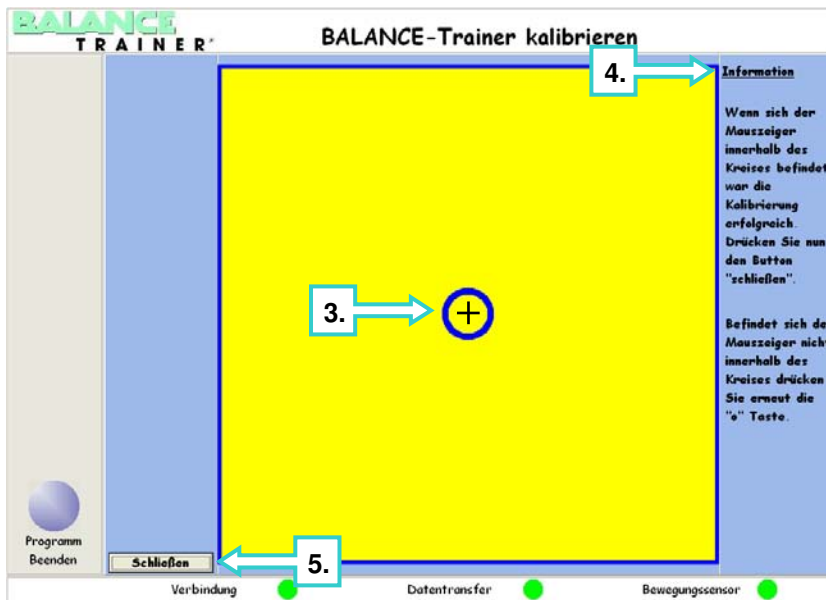 BALANCE
TRAINER
BALANCE-Trainer kalibrieren
4.
Information
Wenn sich der
Mauszeiger
innerhalb des
Kreises befindet
war die
Kalibrierung
erfolgreich.
Drücken Sie nun
den Button
"schließen".
3.
Befindet sich de
Mauszeiger nich
innerhalb des
Kreises drücken
Sie erneut die
"o" Taste.
Programm
Beenden
Schließen
5.
Verbindung
Datentransfer
Bewegungssensor